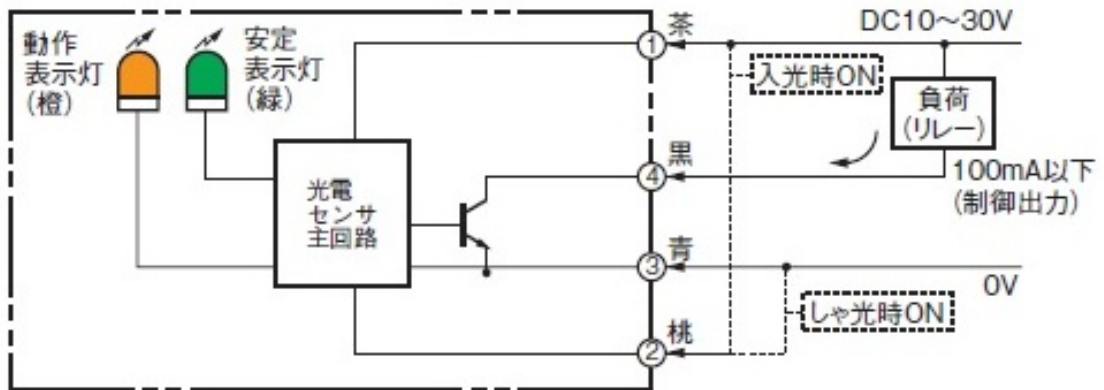 動作
表示灯
(橙)
安定
表示灯
(緑)
光電
センサ
主回路
① 茶
DC10～30V
入光時ON
負荷
(リレー)
④ 黒
100mA以下
(制御出力)
③ 青
0V
しゃ光時ON
② 桃